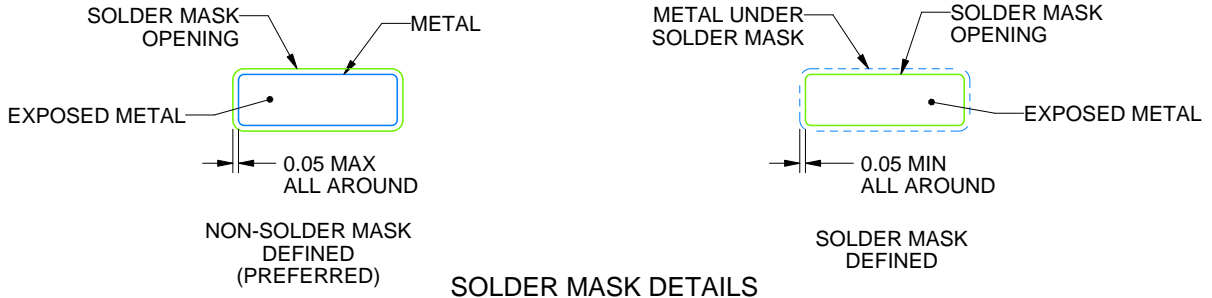 SOLDER MASK
OPENING
METAL
EXPOSED METAL
0.05 MAX
ALL AROUND
NON-SOLDER MASK
DEFINED
(PREFERRED)
METAL UNDER
SOLDER MASK
SOLDER MASK
OPENING
EXPOSED METAL
0.05 MIN
ALL AROUND
SOLDER MASK
DEFINED
SOLDER MASK DETAILS